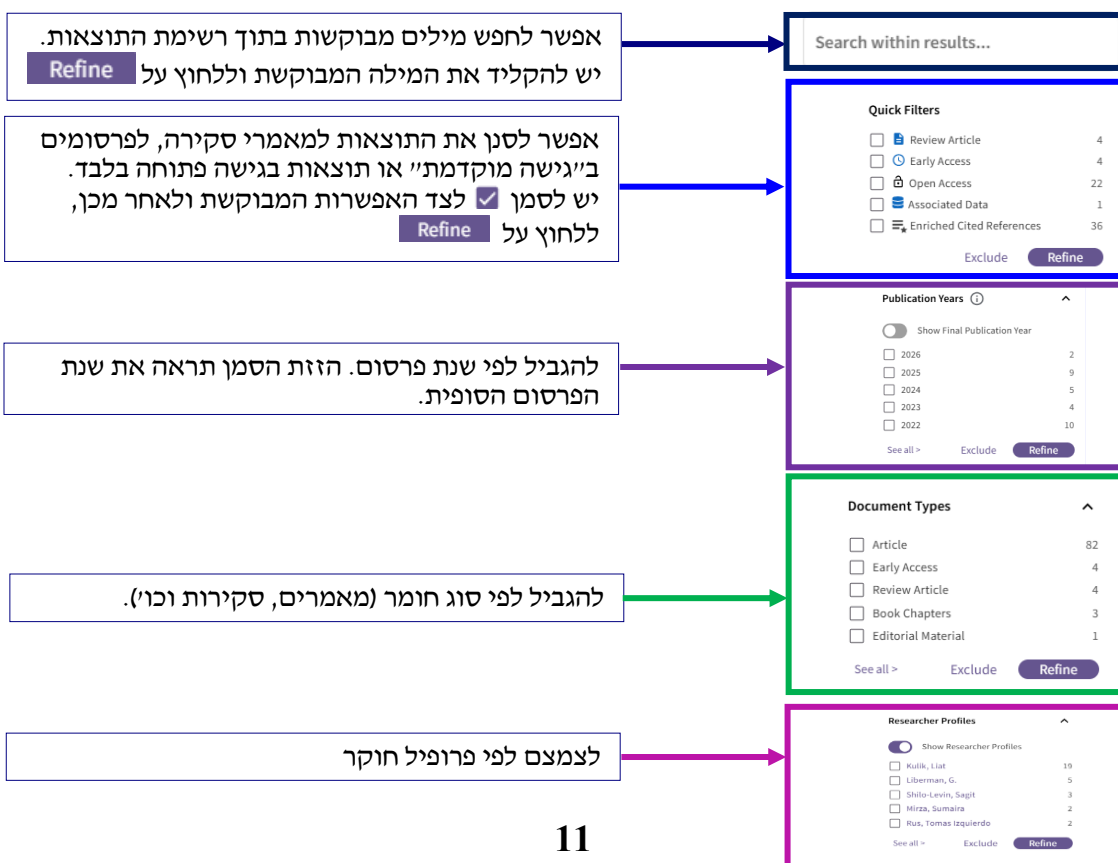 אפשר לחפש מילים מבוקשות בתוך רשימת התוצאות.
יש להקליד את המילה המבוקשת וללחוץ על Refine
Search within results...
אפשר לסנן את התוצאות למאמרי סקירה, לפרסומים
ב״גישה מוקדמת״ או תוצאות בגישה פתוחה בלבד.
יש לסמן לצד האפשרות המבוקשת ולאחר מכן,
ללחוץ על Refine
Quick Filters
Review Article 4
Early Access 4
Open Access 22
Associated Data 1
Enriched Cited References 36
Exclude Refine
להגביל לפי שנת פרסום. הזזת הסמן תראה את שנת
הפרסום הסופית.
Publication Years
Show Final Publication Year
2026 2
2025 9
2024 5
2023 4
2022 10
See all > Exclude Refine
להגביל לפי סוג חומר (מאמרים, סקירות וכו׳).
Document Types
Article 82
Early Access 4
Review Article 4
Book Chapters 3
Editorial Material 1
See all > Exclude Refine
לצמצם לפי פרופיל חוקר
Researcher Profiles
Show Researcher Profiles
Kulik, Liat 19
Liberman, G. 5
Shilo-Levin, Sagit 3
Mirza, Sumaira 2
Rus, Tomas Izquierdo 2
See all > Exclude Refine
11